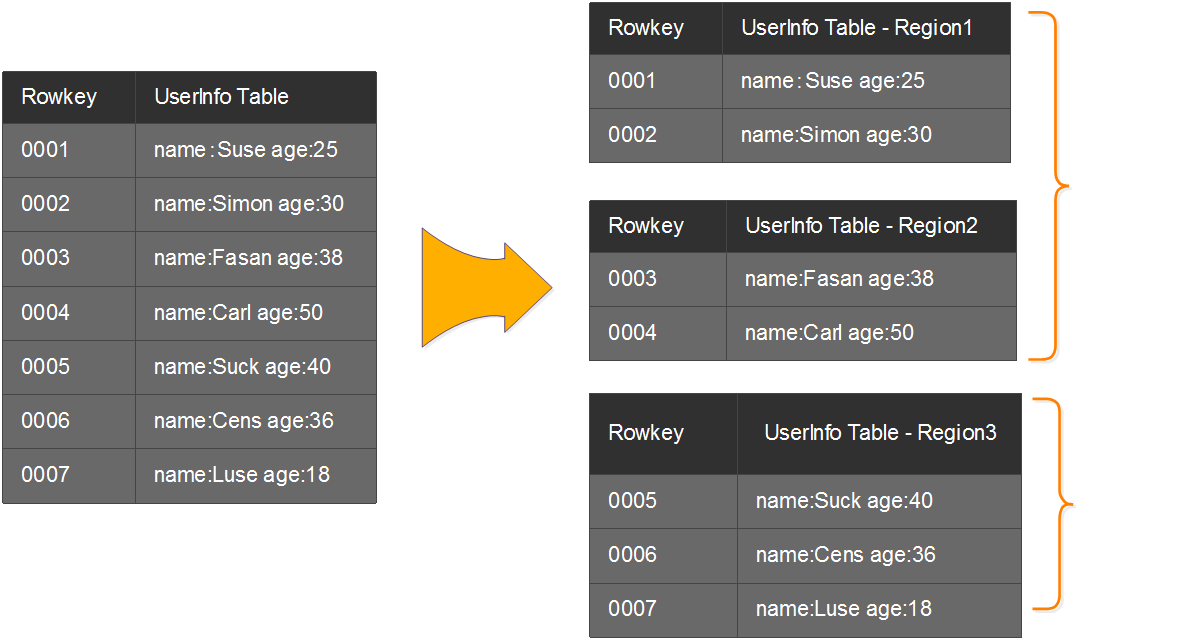 Rowkey UserInfo Table
0001 name：Suse age:25
0002 name:Simon age:30
0003 name:Fasan age:38
0004 name:Carl age:50
0005 name:Suck age:40
0006 name:Cens age:36
0007 name:Luse age:18
Rowkey UserInfo Table - Region1
0001 name：Suse age:25
0002 name:Simon age:30
Rowkey UserInfo Table - Region2
0003 name:Fasan age:38
0004 name:Carl age:50
Rowkey UserInfo Table - Region3
0005 name:Suck age:40
0006 name:Cens age:36
0007 name:Luse age:18